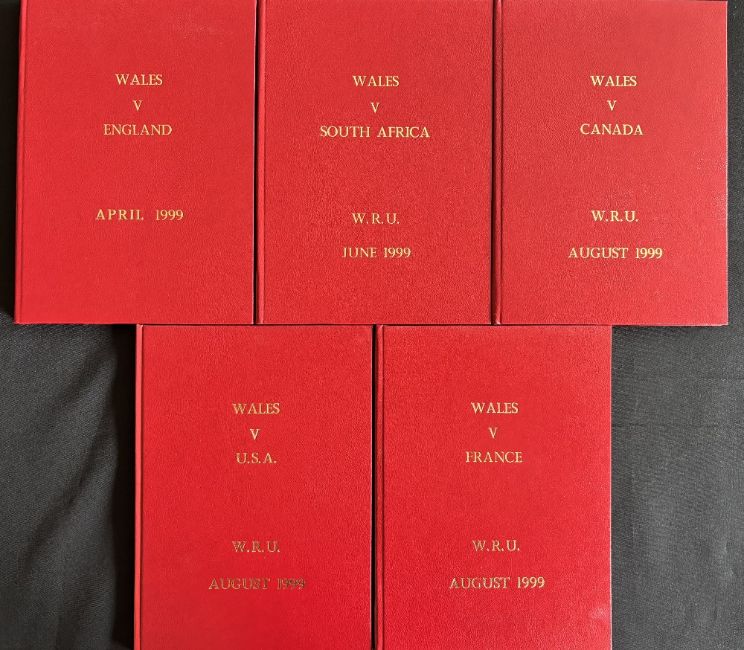 WALES
V
ENGLAND
APRIL 1999
WALES
V
SOUTH AFRICA
W.R.U.
JUNE 1999
WALES
V
CANADA
W.R.U.
AUGUST 1999
WALES
V
U.S.A.
W.R.U.
AUGUST 1999
WALES
V
FRANCE
W.R.U.
AUGUST 1999